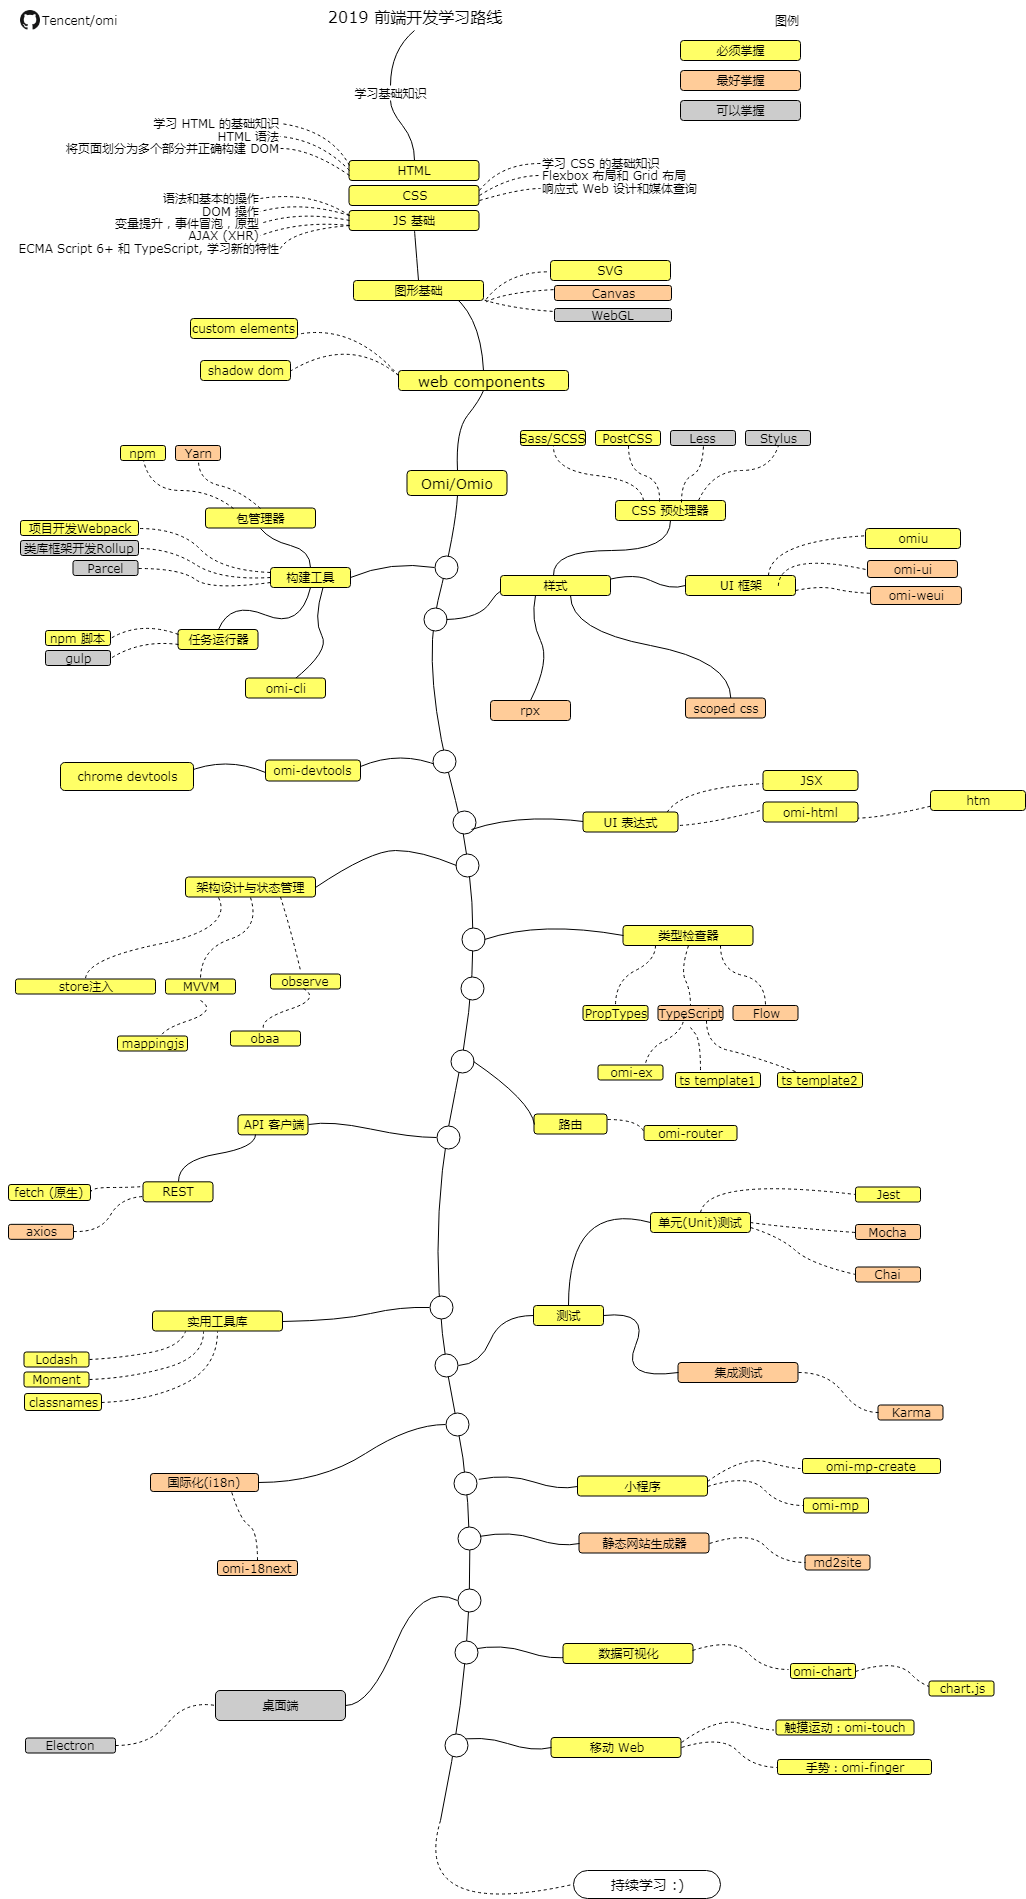 Tencent/omi
2019 前端开发学习路线
图例
必须掌握
最好掌握
可以掌握
学习基础知识
学习 HTML 的基础知识
HTML 语法
将页面划分为多个部分并正确构建 DOM
HTML
学习 CSS 的基础知识
Flexbox 布局和 Grid 布局
响应式 Web 设计和媒体查询
CSS
语法和基本的操作
DOM 操作
变量提升，事件冒泡，原型
AJAX (XHR)
ECMA Script 6+ 和 TypeScript, 学习新的特性
JS 基础
图形基础
SVG
Canvas
WebGL
custom elements
shadow dom
web components
Omi/Omio
npm
Yarn
包管理器
项目开发Webpack
类库框架开发Rollup
Parcel
构建工具
npm 脚本
gulp
任务运行器
omi-cli
Sass/SCSS
PostCSS
Less
Stylus
CSS 预处理器
样式
UI 框架
omiu
omi-ui
omi-weui
rpx
scoped css
chrome devtools
omi-devtools
UI 表达式
JSX
omi-html
htm
架构设计与状态管理
store注入
MVVM
observe
mappingjs
obaa
类型检查器
PropTypes
TypeScript
Flow
omi-ex
ts template1
ts template2
路由
omi-router
API 客户端
REST
fetch (原生)
axios
单元(Unit)测试
Jest
Mocha
Chai
测试
集成测试
Karma
实用工具库
Lodash
Moment
classnames
国际化(i18n)
omi-18next
小程序
omi-mp-create
omi-mp
静态网站生成器
md2site
数据可视化
omi-chart
chart.js
桌面端
Electron
移动 Web
触摸运动：omi-touch
手势：omi-finger
持续学习 :)